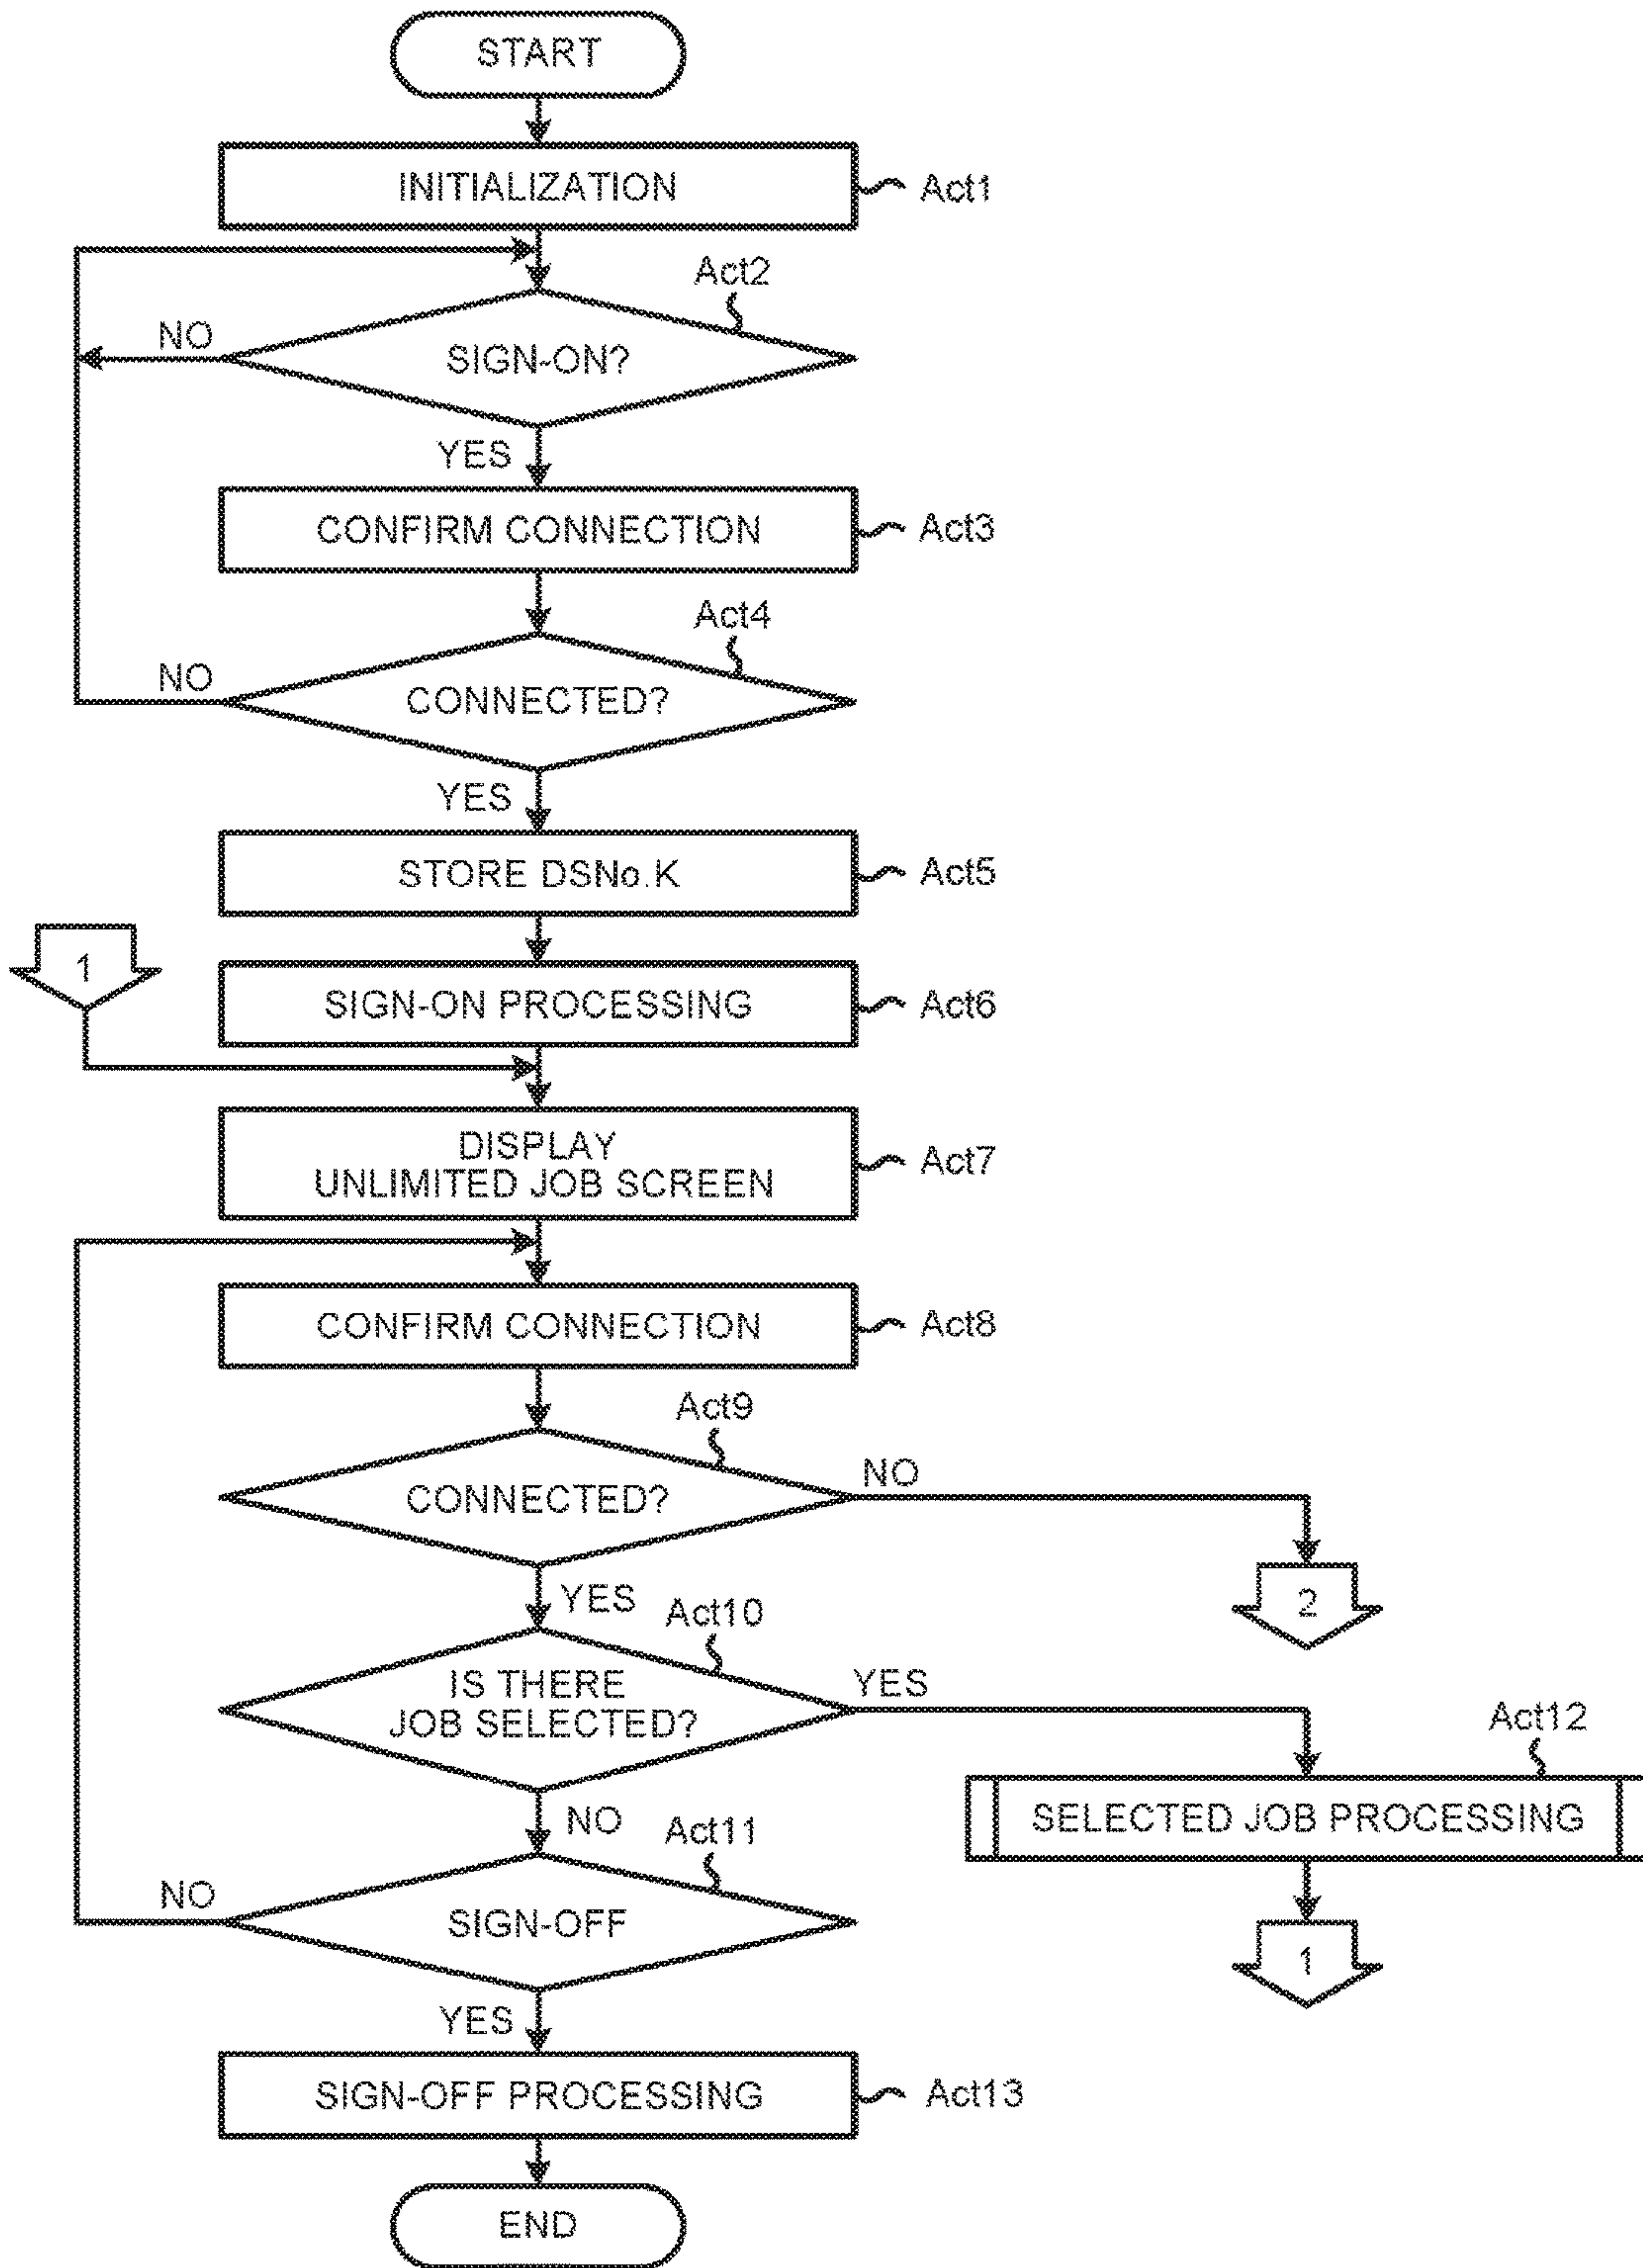 START
INITIALIZATION
Act1
Act2
NO
SIGN-ON?
YES
CONFIRM CONNECTION
Act3
Act4
NO
CONNECTED?
YES
STORE DSNo.K
Act5
1
SIGN-ON PROCESSING
Act6
DISPLAY
UNLIMITED JOB SCREEN
Act7
CONFIRM CONNECTION
Act8
Act9
CONNECTED?
NO
2
YES
Act10
IS THERE
JOB SELECTED?
YES
Act12
SELECTED JOB PROCESSING
NO
Act11
NO
SIGN-OFF
1
YES
SIGN-OFF PROCESSING
Act13
END